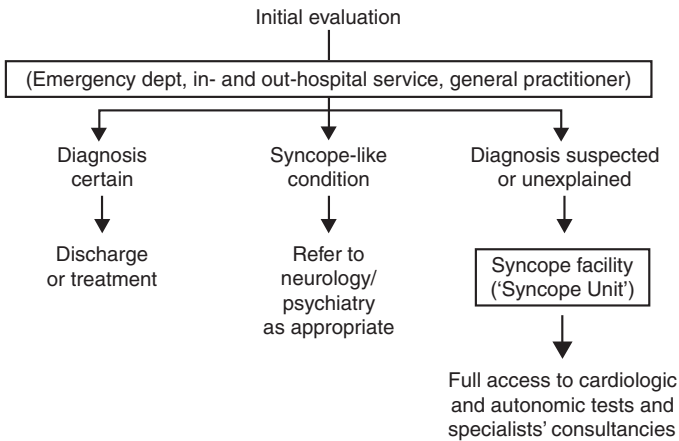 Initial evaluation
(Emergency dept, in- and out-hospital service, general practitioner)
Diagnosis
certain
Discharge
or treatment
Syncope-like
condition
Refer to
neurology/
psychiatry
as appropriate
Diagnosis suspected
or unexplained
Syncope facility
(‘Syncope Unit’)
Full access to cardiologic
and autonomic tests and
specialists’ consultancies